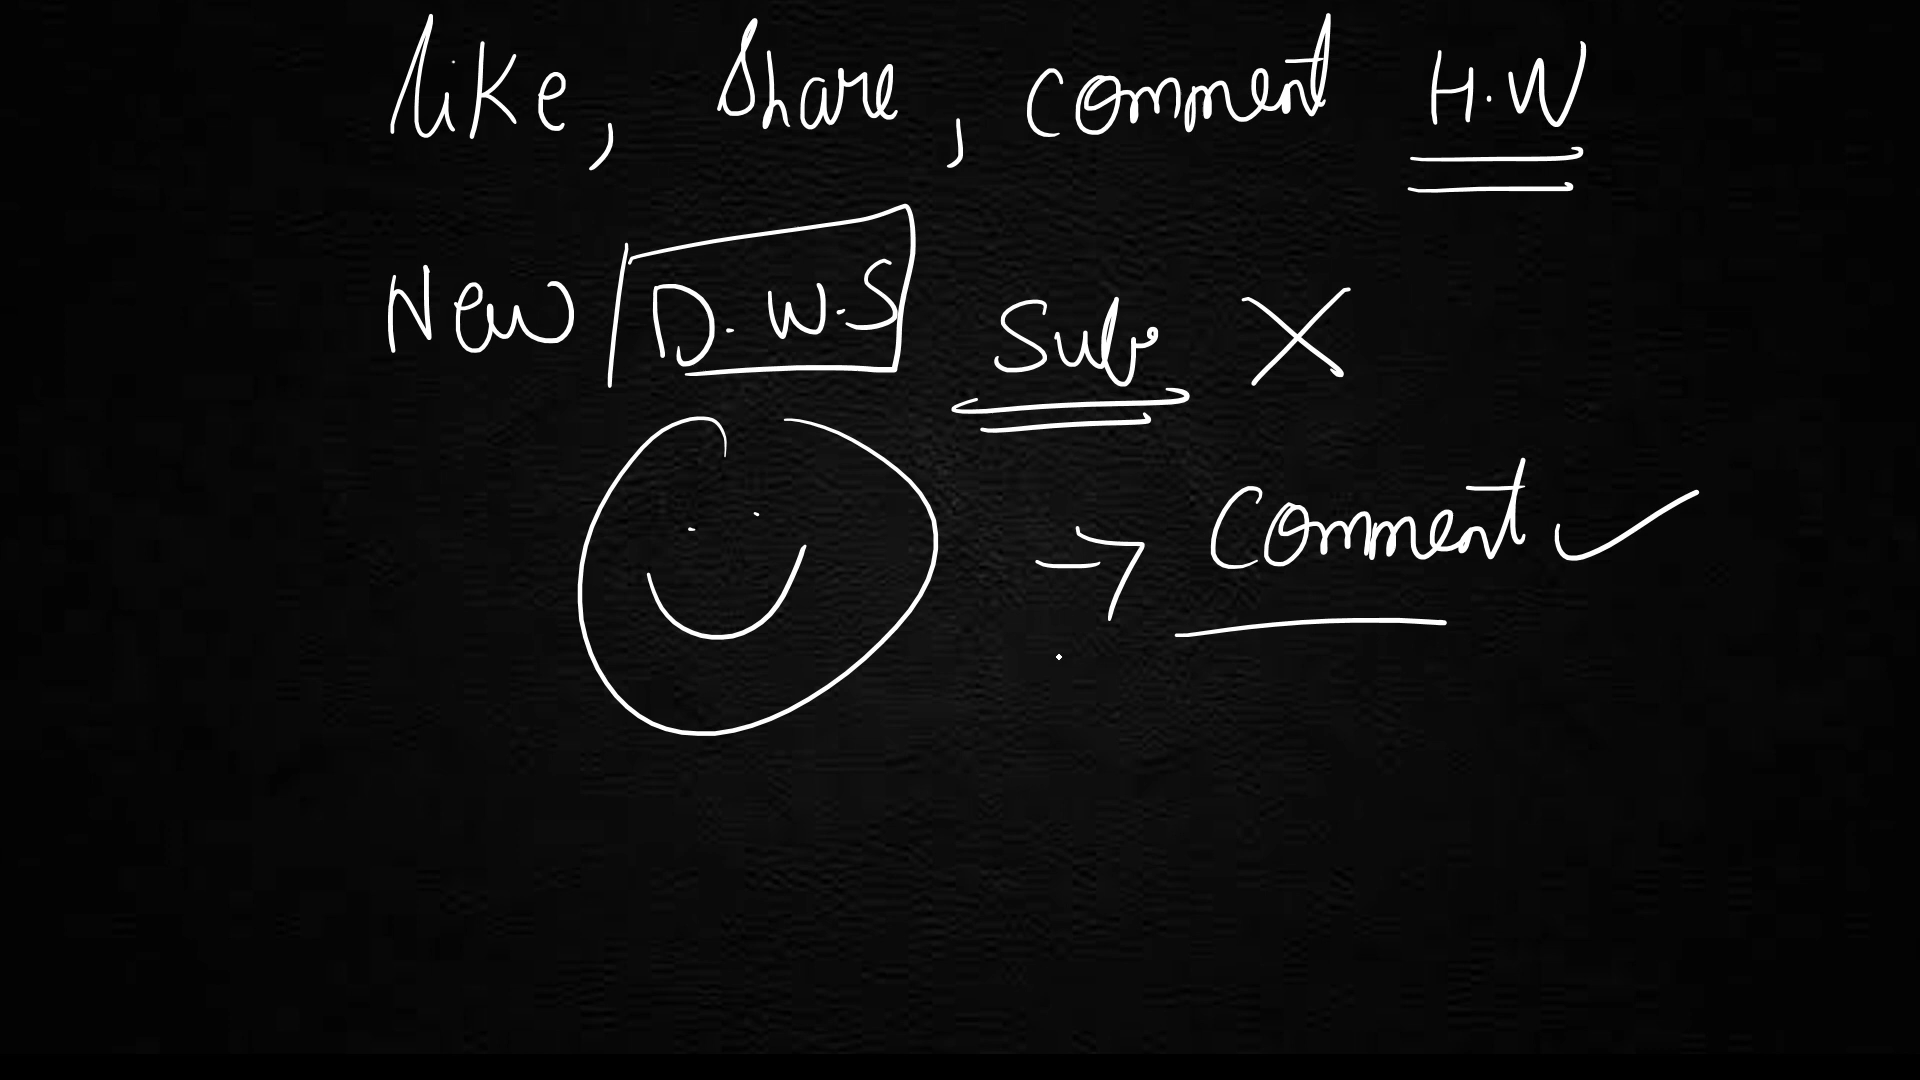 like, Share, comment H.W
New D.W.S Sub X
→ Comment ✓